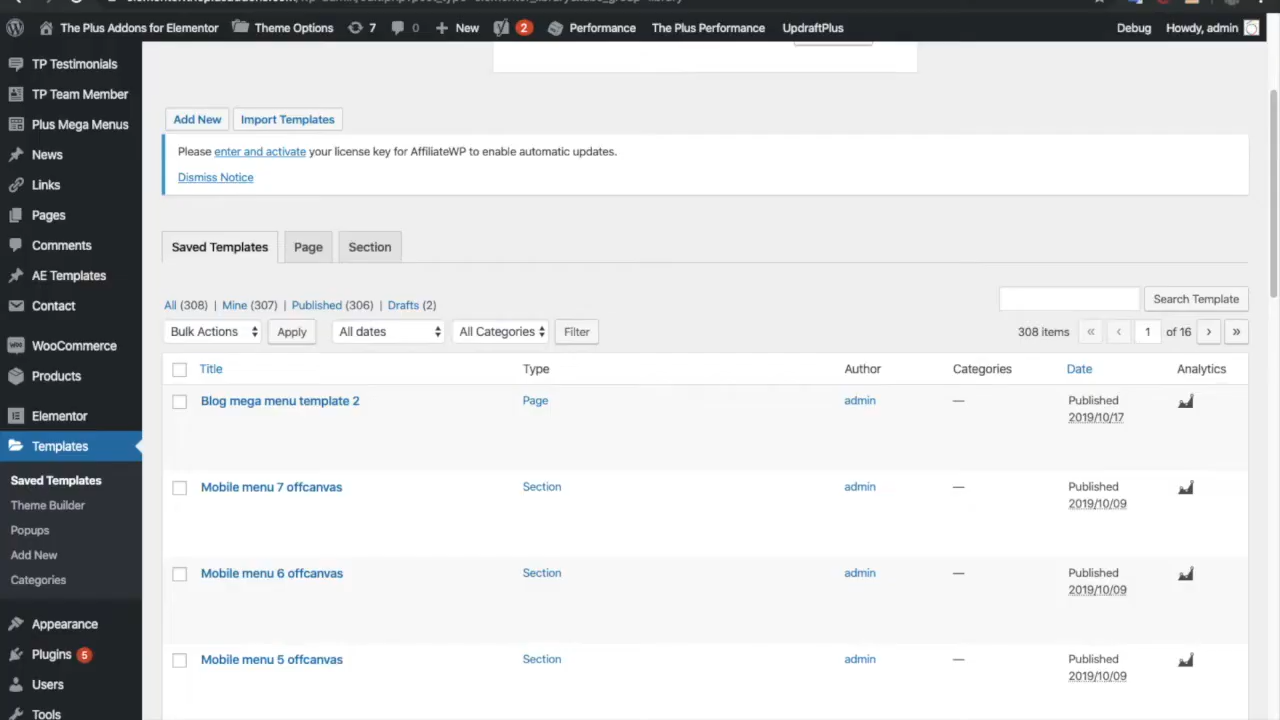 The Plus Addons for Elementor Theme Options 7 0 New 2 Performance The Plus Performance UpdraftPlus Debug Howdy, admin
TP Testimonials
TP Team Member
Plus Mega Menus
News
Links
Pages
Comments
AE Templates
Contact
WooCommerce
Products
Elementor
Templates
Saved Templates
Theme Builder
Popups
Add New
Categories
Appearance
Plugins 5
Users
Tools
Add New Import Templates
Please enter and activate your license key for AffiliateWP to enable automatic updates.
Dismiss Notice
Saved Templates Page Section
All (308) | Mine (307) | Published (306) | Drafts (2)
Search Template
Bulk Actions Apply All dates All Categories Filter
308 items « ‹ 1 of 16 › »
Title Type Author Categories Date Analytics
Blog mega menu template 2 Page admin — Published
2019/10/17
Mobile menu 7 offcanvas Section admin — Published
2019/10/09
Mobile menu 6 offcanvas Section admin — Published
2019/10/09
Mobile menu 5 offcanvas Section admin — Published
2019/10/09